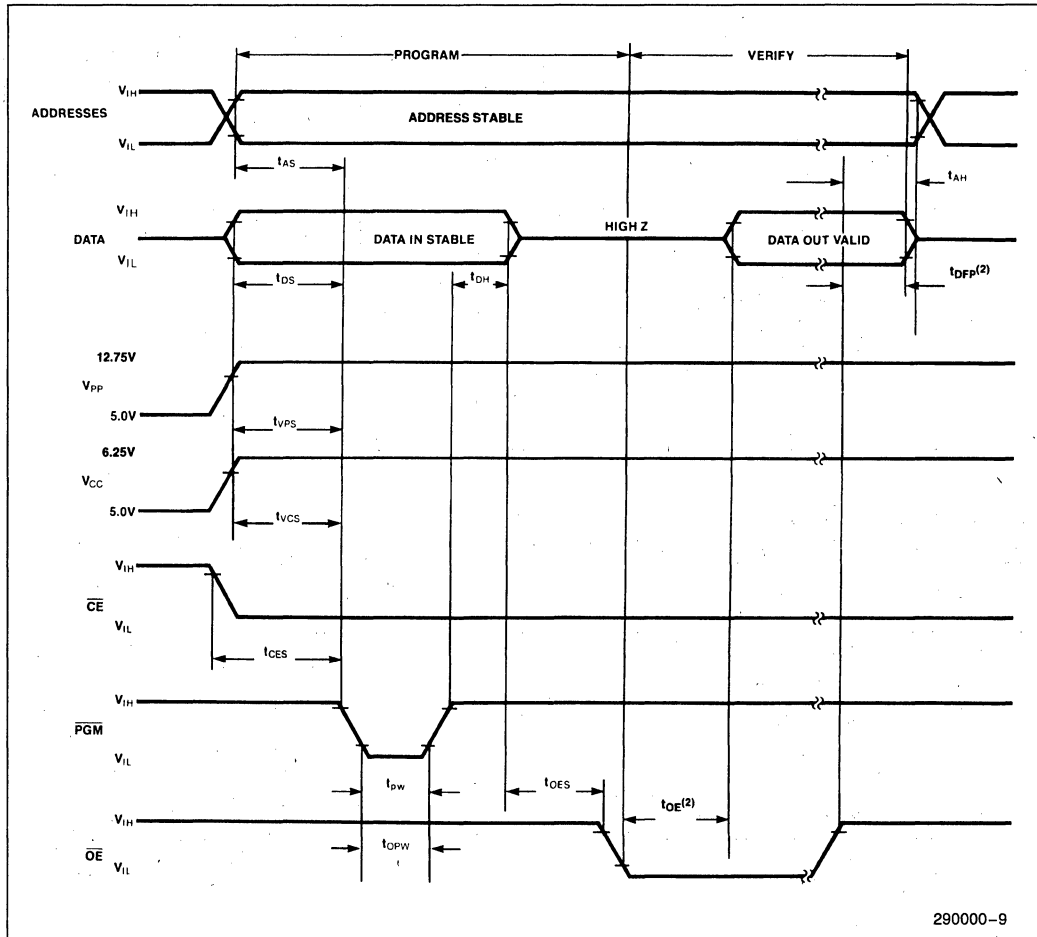 PROGRAM
VERIFY
ADDRESSES
VIH
ADDRESS STABLE
VIL
tAS
tAH
DATA
VIH
DATA IN STABLE
HIGH Z
DATA OUT VALID
VIL
tDS
tDH
tDFP(2)
12.75V
VPP
5.0V
tVPS
6.25V
VCC
5.0V
tVCS
VIH
CE
VIL
tCES
VIH
PGM
VIL
tPW
tOES
tOE(2)
VIH
OE
VIL
tOPW
290000–9